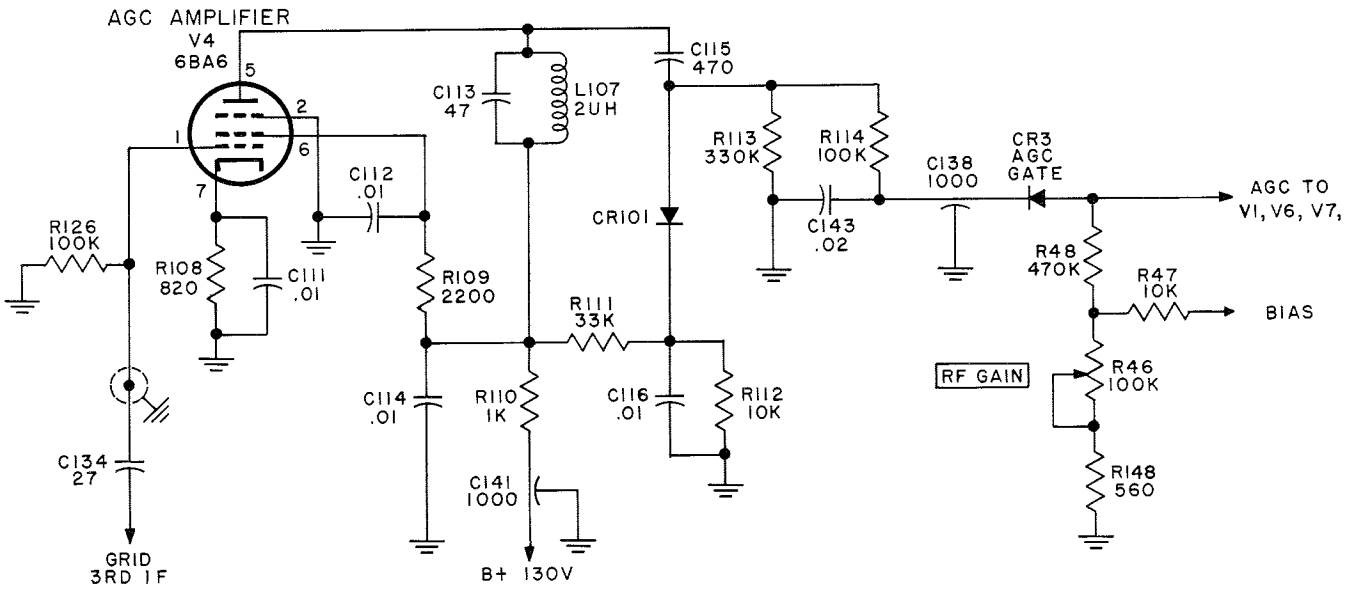 AGC AMPLIFIER
V4
6BA6
5
2
1
6
7
C113
47
L107
2UH
C115
470
R113
330K
R114
100K
C138
1000
CR3
AGC
GATE
AGC TO
V1, V6, V7,
C112
.01
CR101
C143
.02
R126
100K
R108
820
C111
.01
R109
2200
R111
33K
R48
470K
R47
10K
BIAS
RF GAIN
R46
100K
C114
.01
R110
1K
C116
.01
R112
10K
C134
27
C141
1000
R148
560
GRID
3RD IF
B+ 130V